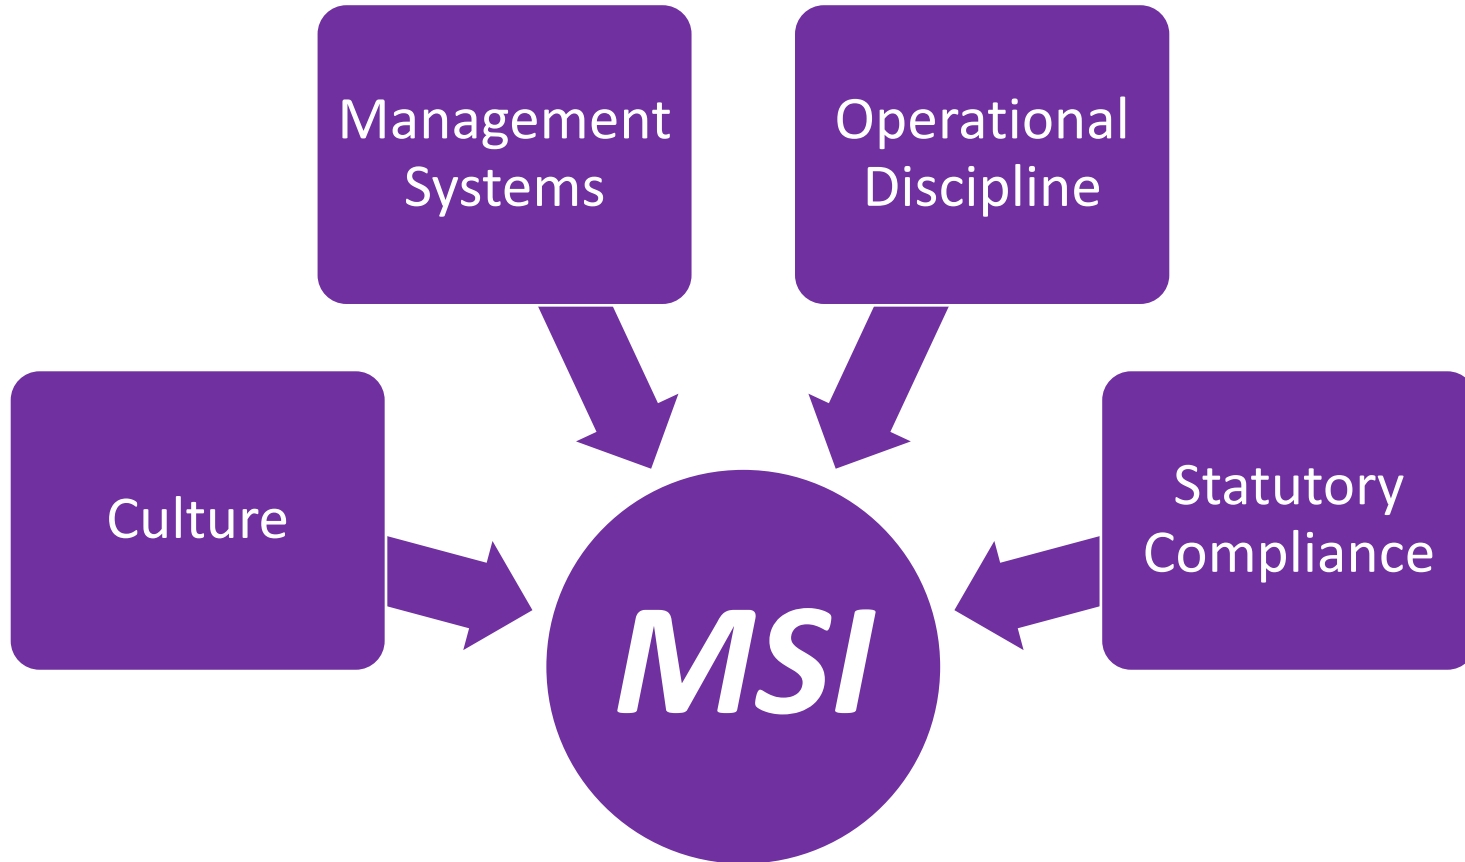 Management
Systems
Operational
Discipline
Culture
Statutory
Compliance
MSI